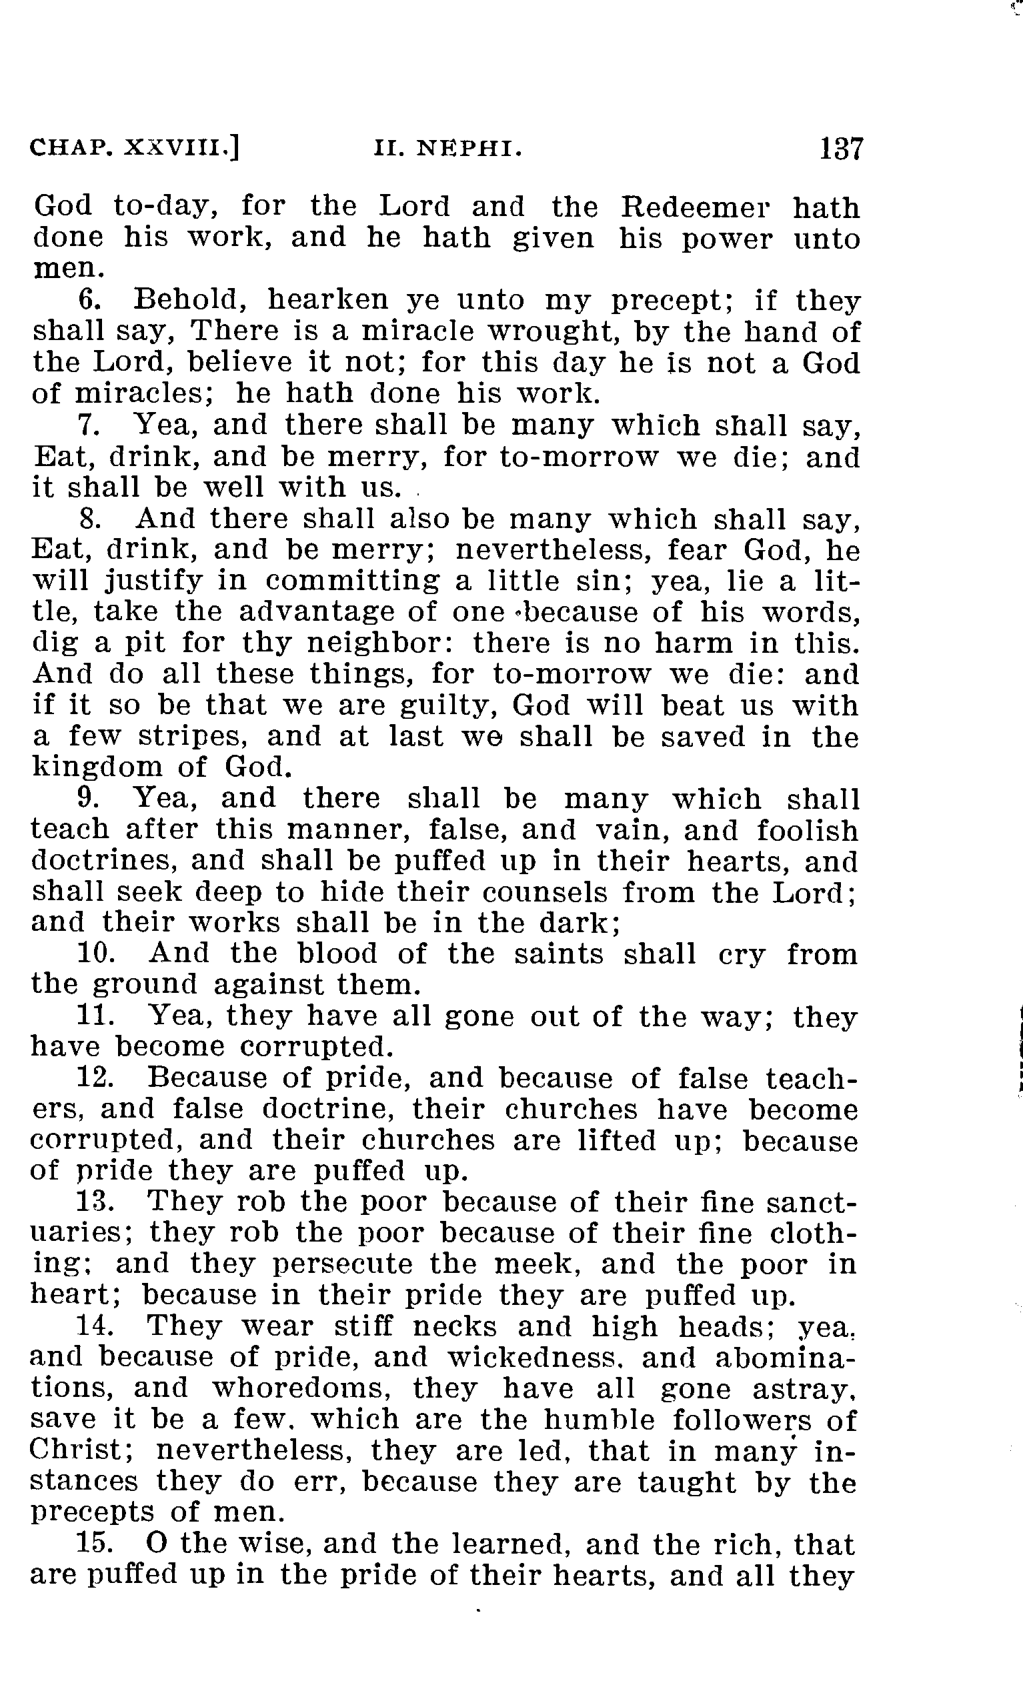 CHAP. XXVIII.] II. NEPHI. 137
God to-day, for the Lord and the Redeemer hath
done his work, and he hath given his power unto
men.
6. Behold, hearken ye unto my precept; if they
shall say, There is a miracle wrought, by the hand of
the Lord, believe it not; for this day he is not a God
of miracles; he hath done his work.
7. Yea, and there shall be many which shall say,
Eat, drink, and be merry, for to-morrow we die; and
it shall be well with us.
8. And there shall also be many which shall say,
Eat, drink, and be merry; nevertheless, fear God, he
will justify in committing a little sin; yea, lie a lit-
tle, take the advantage of one because of his words,
dig a pit for thy neighbor: there is no harm in this.
And do all these things, for to-morrow we die: and
if it so be that we are guilty, God will beat us with
a few stripes, and at last we shall be saved in the
kingdom of God.
9. Yea, and there shall be many which shall
teach after this manner, false, and vain, and foolish
doctrines, and shall be puffed up in their hearts, and
shall seek deep to hide their counsels from the Lord;
and their works shall be in the dark;
10. And the blood of the saints shall cry from
the ground against them.
11. Yea, they have all gone out of the way; they
have become corrupted.
12. Because of pride, and because of false teach-
ers, and false doctrine, their churches have become
corrupted, and their churches are lifted up; because
of pride they are puffed up.
13. They rob the poor because of their fine sanct-
uaries; they rob the poor because of their fine cloth-
ing; and they persecute the meek, and the poor in
heart; because in their pride they are puffed up.
14. They wear stiff necks and high heads; yea,
and because of pride, and wickedness, and abomina-
tions, and whoredoms, they have all gone astray,
save it be a few, which are the humble followers of
Christ; nevertheless, they are led, that in many in-
stances they do err, because they are taught by the
precepts of men.
15. O the wise, and the learned, and the rich, that
are puffed up in the pride of their hearts, and all they